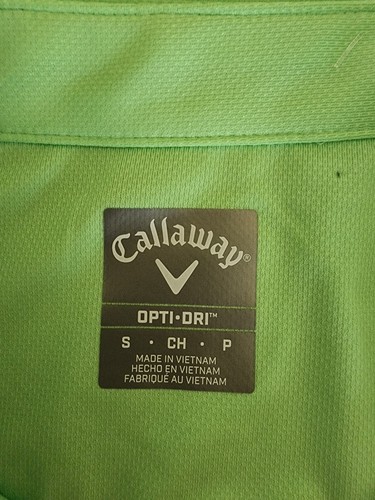 Callaway®
OPTI•DRI™
S • CH • P
MADE IN VIETNAM
HECHO EN VIETNAM
FABRIQUÉ AU VIETNAM